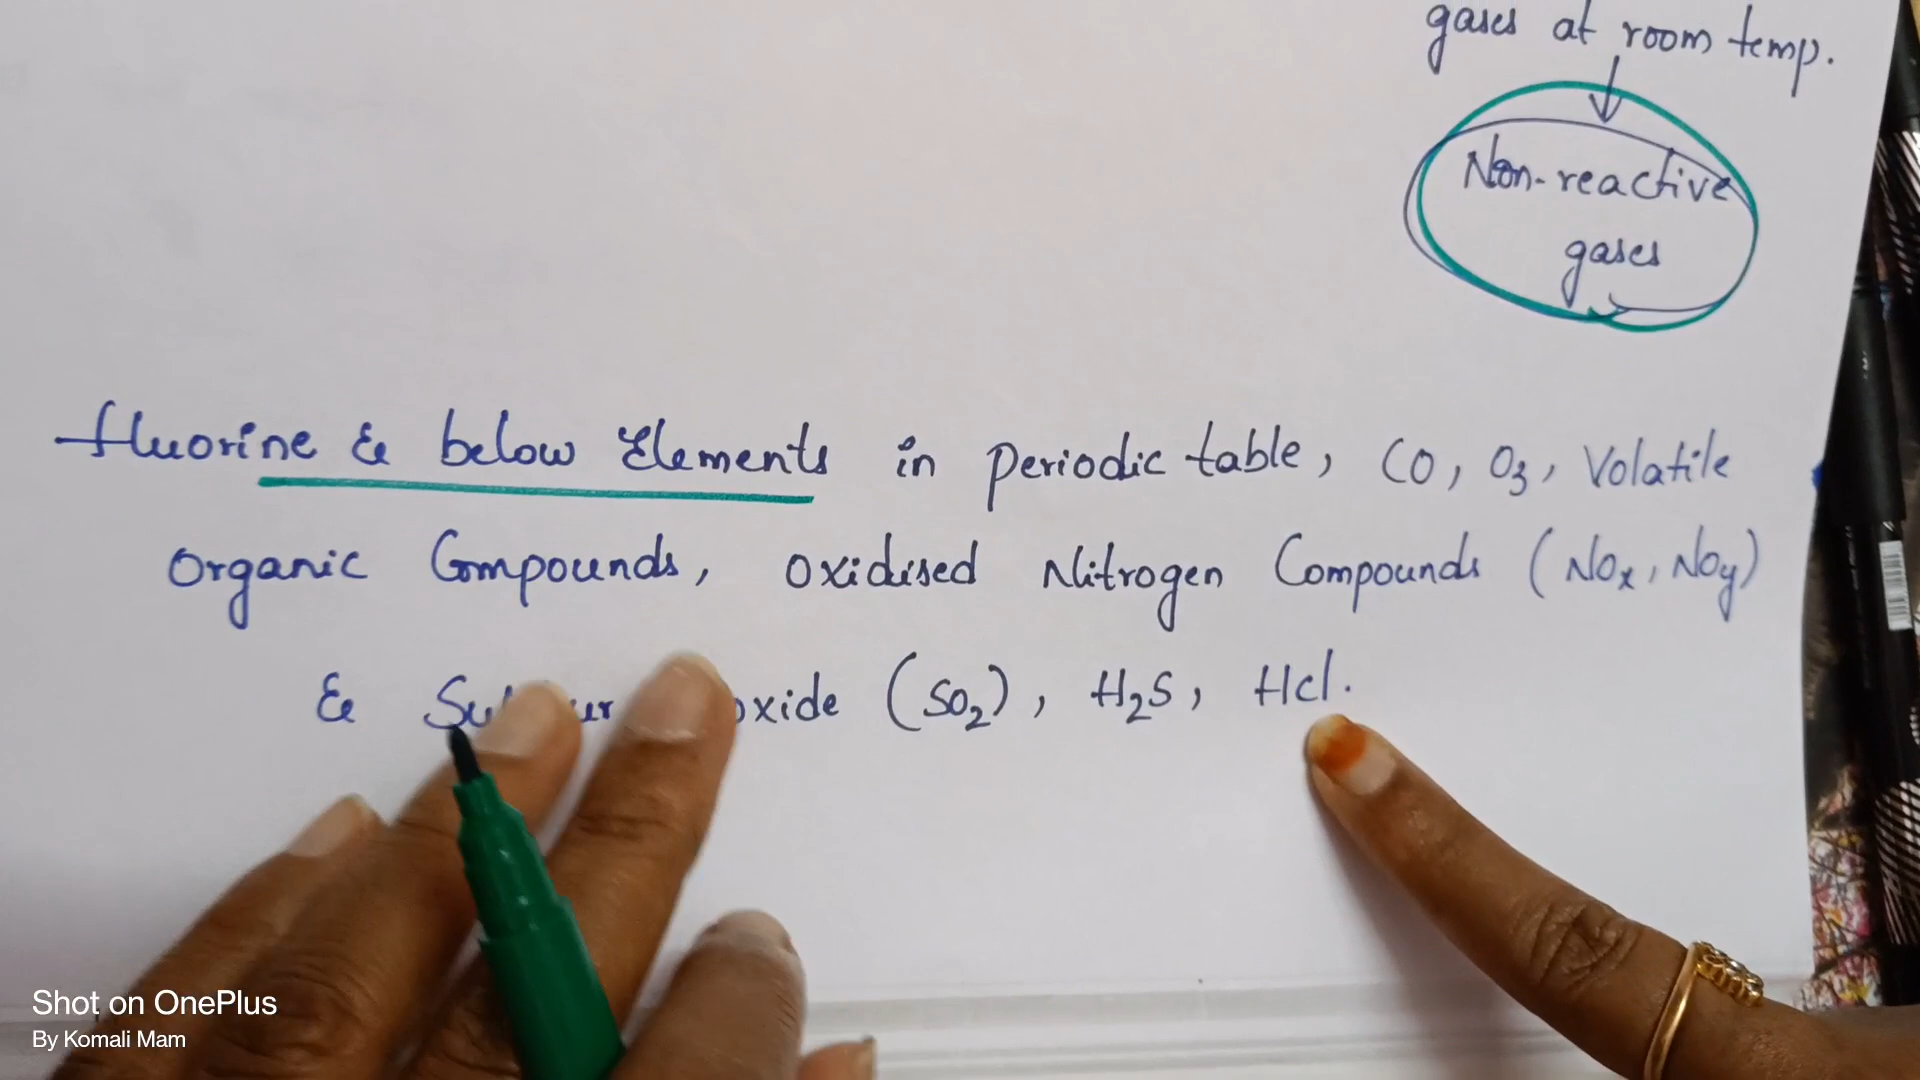 gases at room temp.
Non-reactive
gases
fluorine & below Elements in periodic table, CO, O3, Volatile
Organic Compounds, Oxidised Nitrogen Compounds (NOx, NOy)
& oxide (SO2), H2S, Hcl.
Shot on OnePlus
By Komali Mam